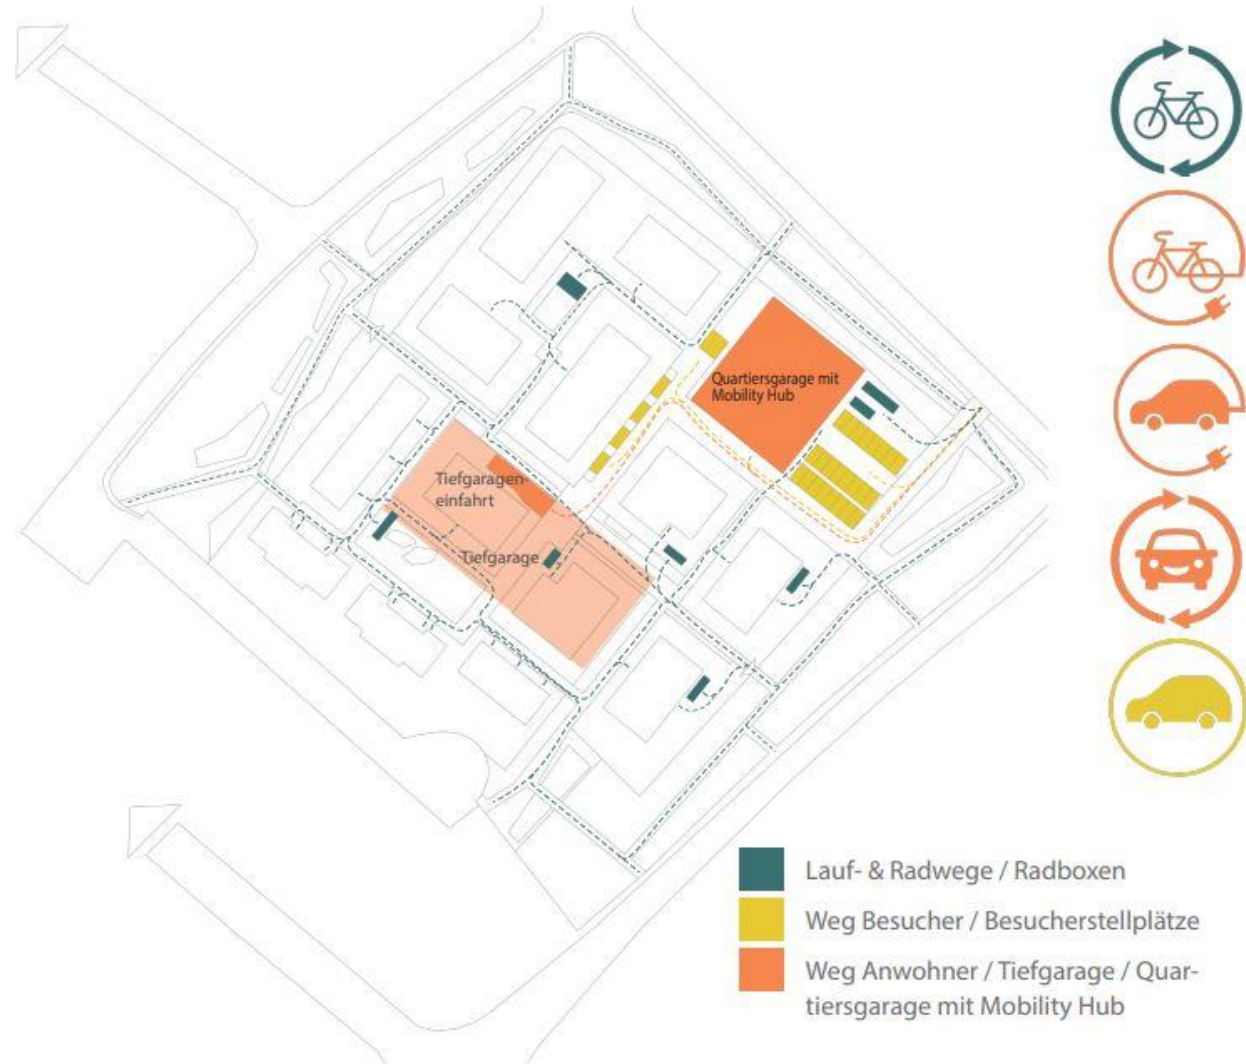 Quartiersgarage mit
Mobility Hub
Tiefgaragen-
einfahrt
Tiefgarage
Lauf- & Radwege / Radboxen
Weg Besucher / Besucherstellplätze
Weg Anwohner / Tiefgarage / Quar-
tiersgarage mit Mobility Hub